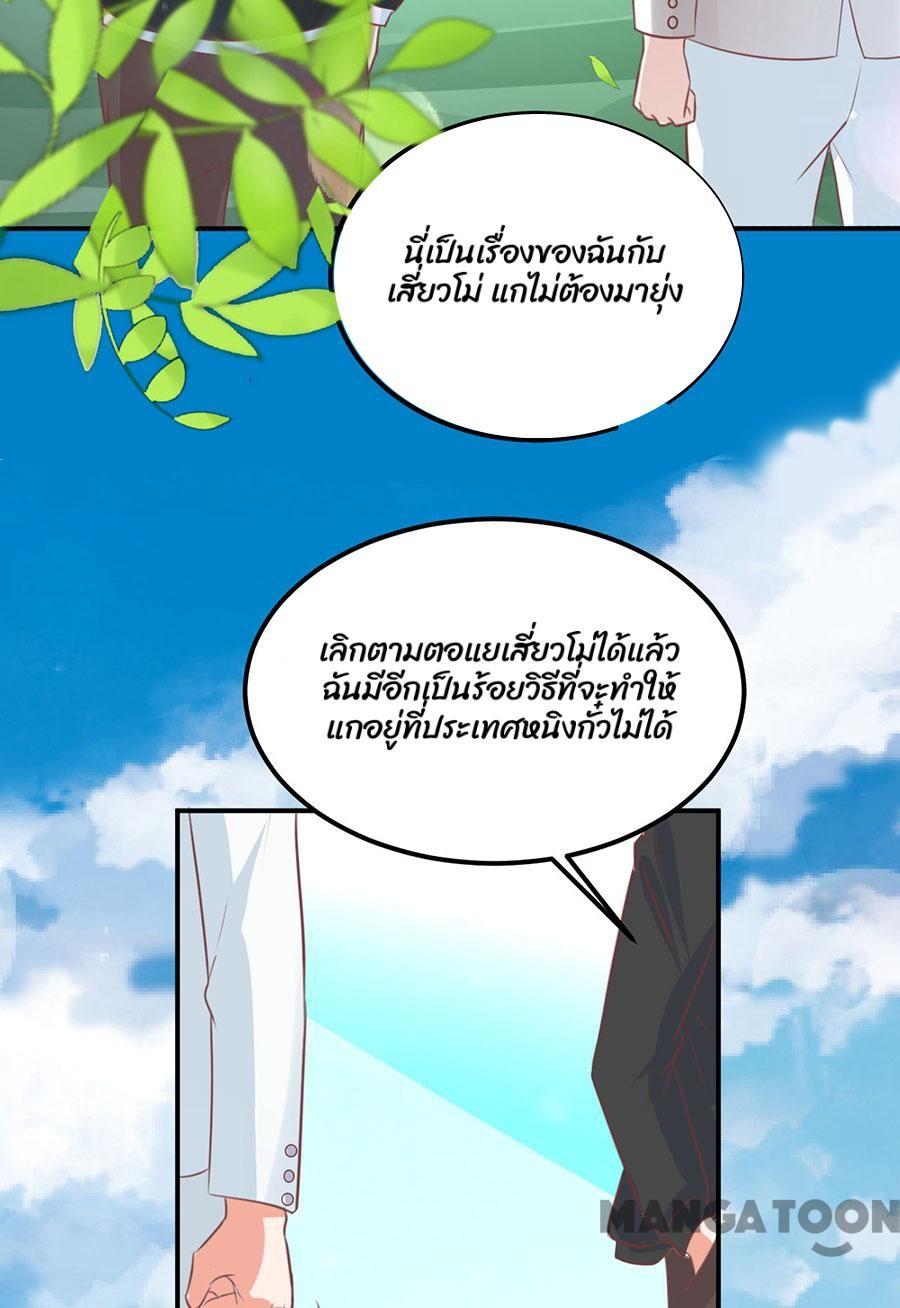 นี่เป็นเรื่องของฉันกับ
เสี่ยวโม่ แกไม่ต้องมายุ่ง
เลิกตามตอแยเสี่ยวโม่ได้แล้ว
ฉันมีอีกเป็นร้อยวิธีที่จะทำให้
แกอยู่ที่ประเทศหนิงกั๋วไม่ได้
MANGATOON